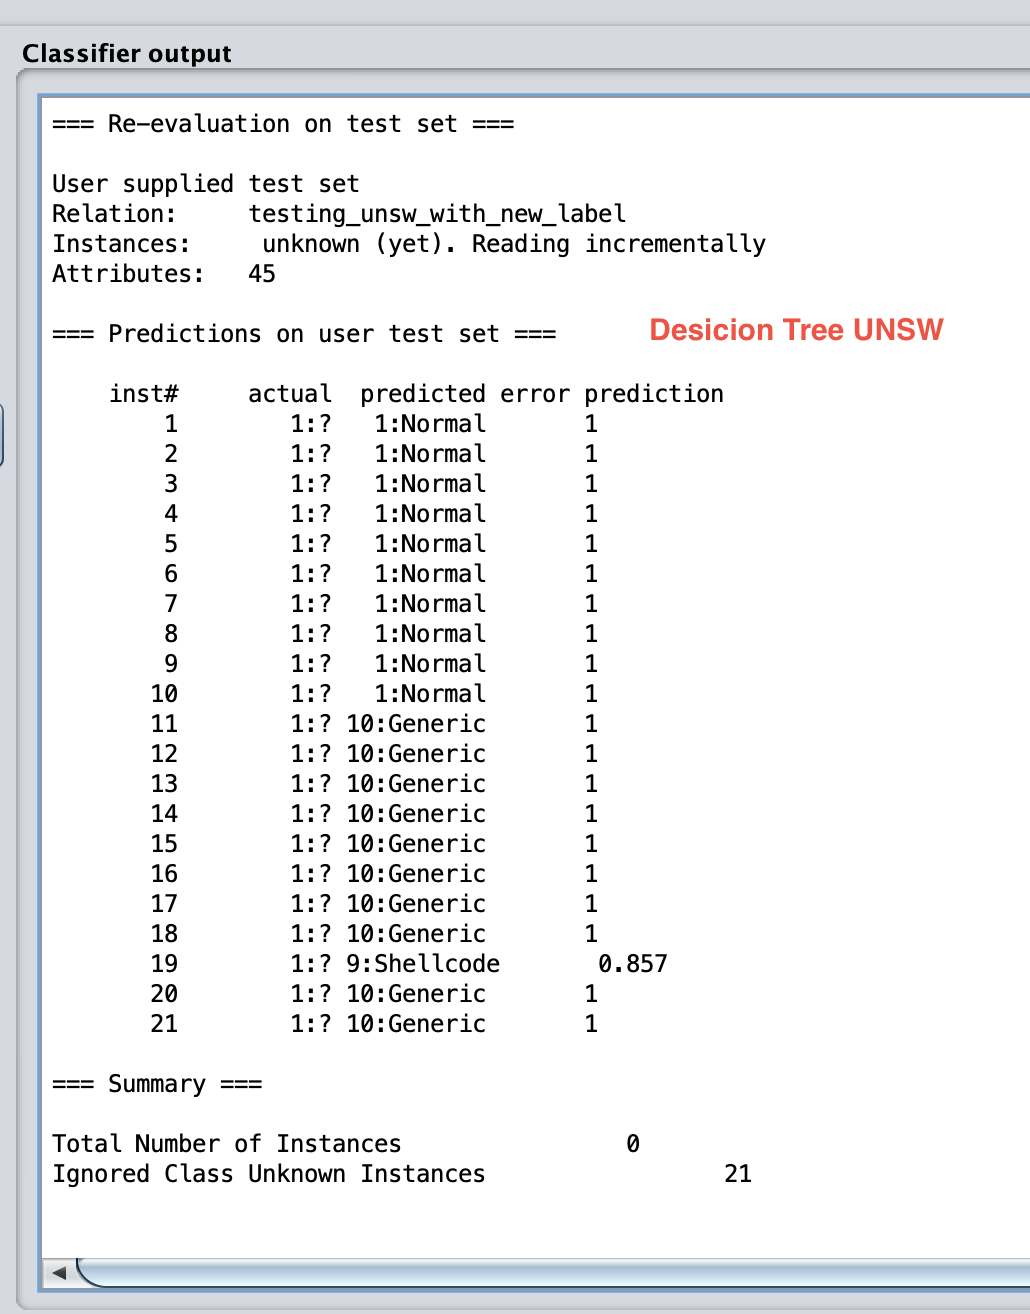 Classifier output
=== Re-evaluation on test set ===
User supplied test set
Relation:     testing_unsw_with_new_label
Instances:     unknown (yet). Reading incrementally
Attributes:   45
=== Predictions on user test set ===
Desicion Tree UNSW
    inst#     actual  predicted error prediction
        1        1:?   1:Normal       1
        2        1:?   1:Normal       1
        3        1:?   1:Normal       1
        4        1:?   1:Normal       1
        5        1:?   1:Normal       1
        6        1:?   1:Normal       1
        7        1:?   1:Normal       1
        8        1:?   1:Normal       1
        9        1:?   1:Normal       1
       10        1:?   1:Normal       1
       11        1:? 10:Generic       1
       12        1:? 10:Generic       1
       13        1:? 10:Generic       1
       14        1:? 10:Generic       1
       15        1:? 10:Generic       1
       16        1:? 10:Generic       1
       17        1:? 10:Generic       1
       18        1:? 10:Generic       1
       19        1:? 9:Shellcode       0.857
       20        1:? 10:Generic       1
       21        1:? 10:Generic       1
=== Summary ===
Total Number of Instances                0
Ignored Class Unknown Instances                 21